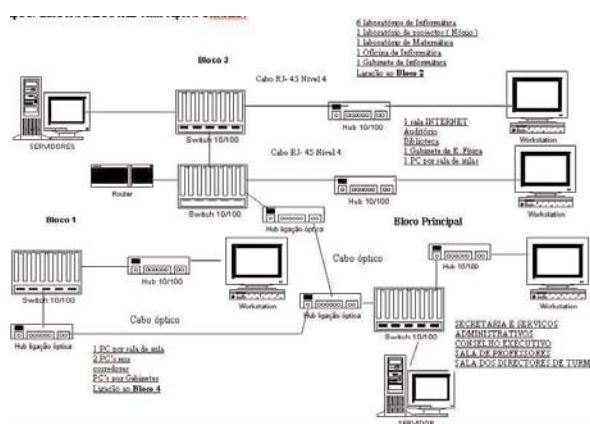 6 laboratórios de Informática
1 laboratório de projectos ( Nónio )
1 laboratório de Matemática
1 Oficina de Informática
1 Gabinete de Informática
Ligação ao Bloco 2
Bloco 3
Cabo RJ- 45 Nível 4
SERVIDORES
Switch 10/100
Hub 10/100
Workstation
1 sala INTERNET
Auditório
Biblioteca
1 Gabinete de E. Física
1 PC por sala de aulas
Cabo RJ- 45 Nível 4
Router
Switch 10/100
Hub 10/100
Workstation
Hub ligação óptica
Bloco 1
Bloco Principal
Switch 10/100
Hub 10/100
Workstation
Cabo óptico
Hub 10/100
Workstation
Cabo óptico
Hub ligação óptica
Hub ligação óptica
Switch 10/100
1 PC por sala de aula
2 PC's nos
corredores
PC's por Gabinetes
Ligação ao Bloco 4
SECRETARIA E SERVIÇOS
ADMINISTRATIVOS
CONSELHO EXECUTIVO
SALA DE PROFESSORES
SALA DOS DIRECTORES DE TURM
SERVIDOR